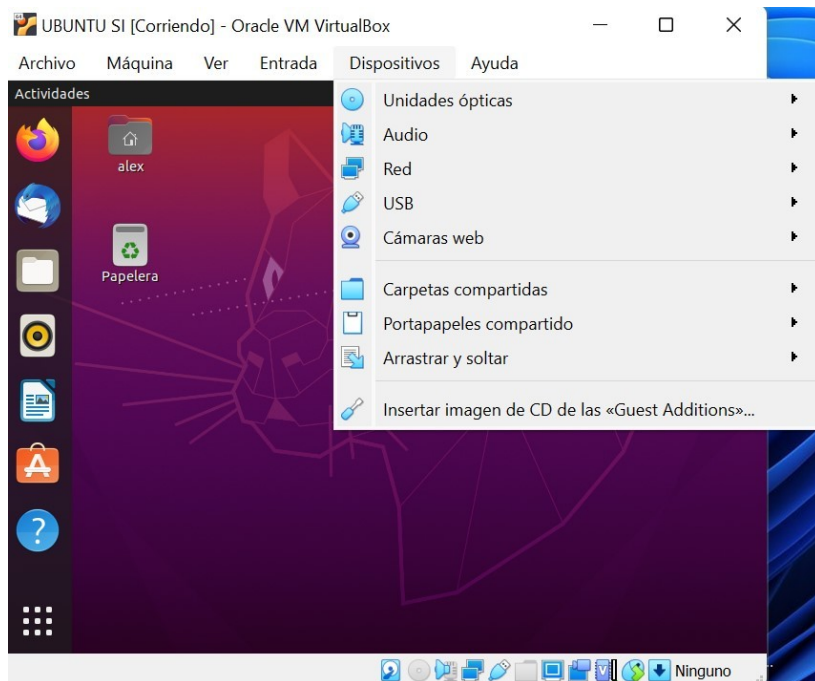 UBUNTU SI [Corriendo] - Oracle VM VirtualBox
Archivo Máquina Ver Entrada Dispositivos Ayuda
Actividades
alex
Papelera
Unidades ópticas
Audio
Red
USB
Cámaras web
Carpetas compartidas
Portapapeles compartido
Arrastrar y soltar
Insertar imagen de CD de las «Guest Additions»...
Ninguno